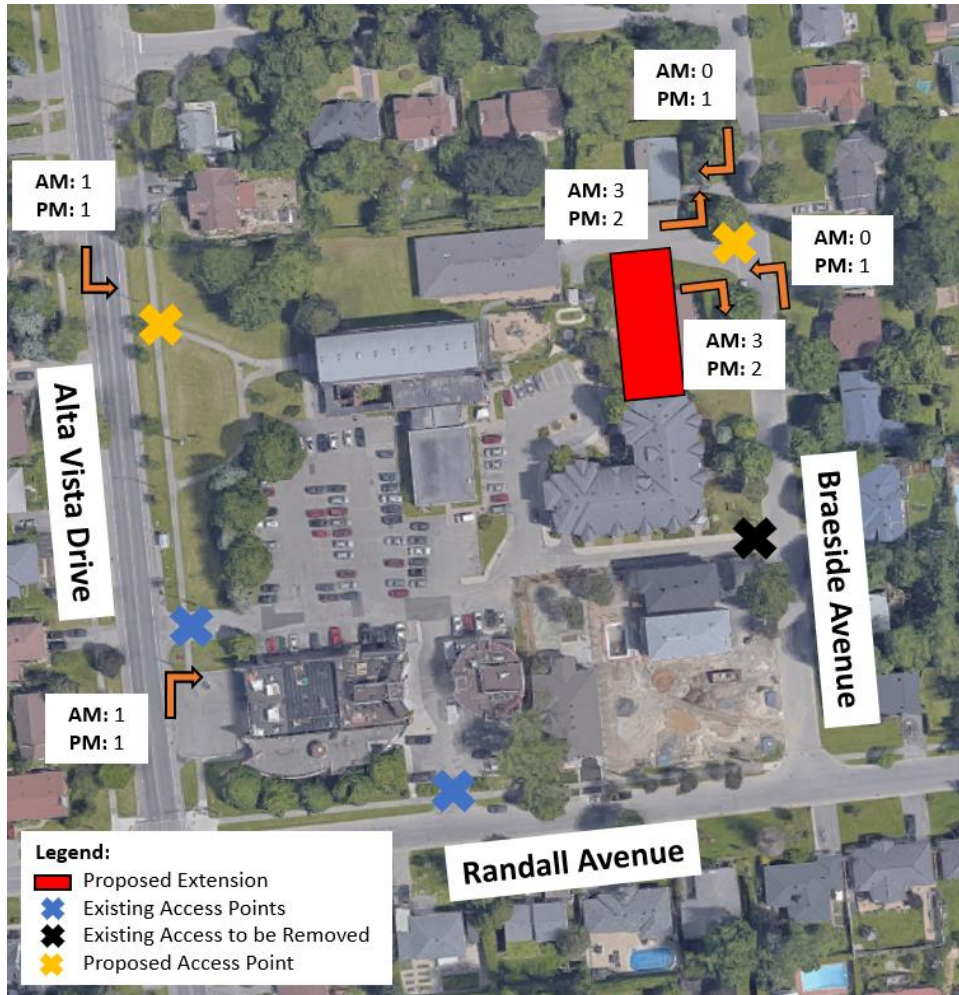 AM: 0
PM: 1
AM: 1
PM: 1
AM: 3
PM: 2
AM: 0
PM: 1
AM: 3
PM: 2
Alta Vista Drive
Braeside Avenue
AM: 1
PM: 1
Randall Avenue
Legend:
Proposed Extension
Existing Access Points
Existing Access to be Removed
Proposed Access Point